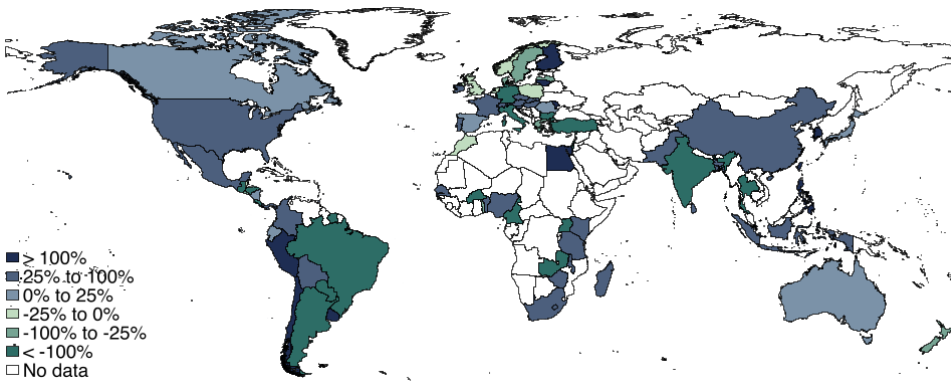 ≥ 100%
25% to 100%
0% to 25%
-25% to 0%
-100% to -25%
< -100%
No data